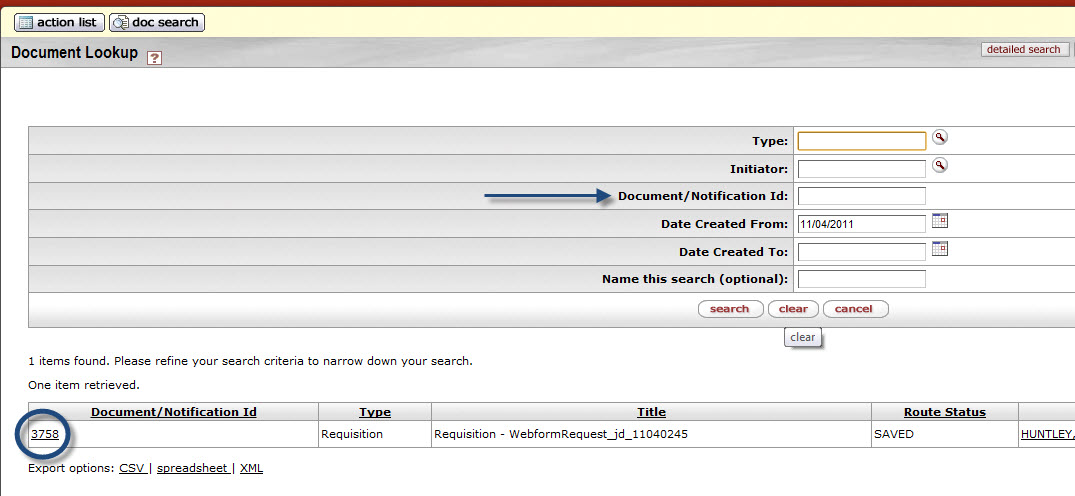 action list doc search
Document Lookup ? detailed search
Type:
Initiator:
Document/Notification Id:
Date Created From: 11/04/2011
Date Created To:
Name this search (optional):
search clear cancel
clear
1 items found. Please refine your search criteria to narrow down your search.
One item retrieved.
Document/Notification Id Type Title Route Status
3758 Requisition Requisition - WebformRequest_jd_11040245 SAVED HUNTLEY,
Export options: CSV | spreadsheet | XML